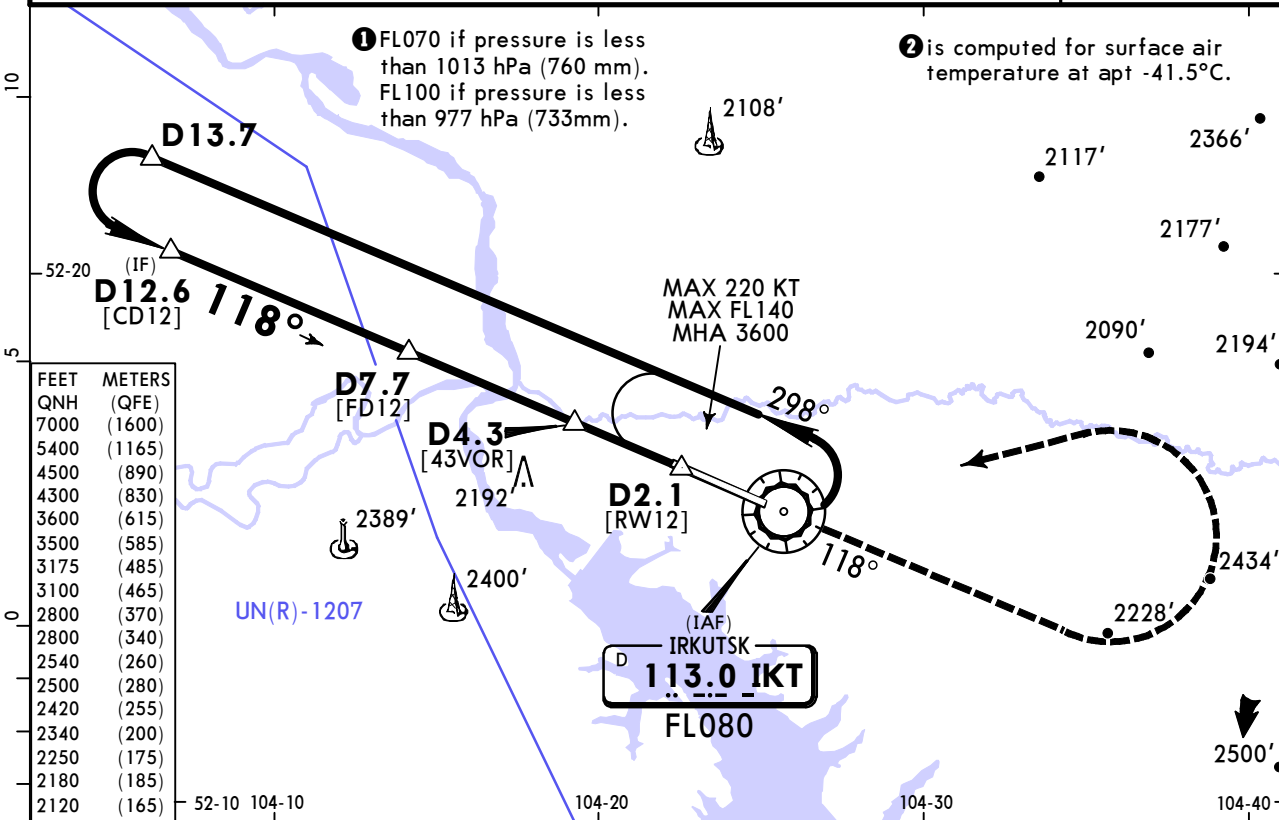 ❶ FL070 if pressure is less
than 1013 hPa (760 mm).
FL100 if pressure is less
than 977 hPa (733mm).
❷ is computed for surface air
temperature at apt -41.5°C.
10
D13.7
2108'
2366'
2117'
2177'
52-20
(IF)
D12.6
[CD12]
118°
MAX 220 KT
MAX FL140
MHA 3600
2090'
2194'
5
D7.7
[FD12]
298°
D4.3
[43VOR]
2192'
D2.1
[RW12]
2389'
118°
2434'
2400'
UN(R)-1207
2228'
0
(IAF)
IRKUTSK
D 113.0 IKT
FL080
2500'
FEET METERS
QNH (QFE)
7000 (1600)
5400 (1165)
4500 (890)
4300 (830)
3600 (615)
3500 (585)
3175 (485)
3100 (465)
2800 (370)
2800 (340)
2540 (260)
2500 (280)
2420 (255)
2340 (200)
2250 (175)
2180 (185)
2120 (165)
52-10 104-10 104-20 104-30 104-40